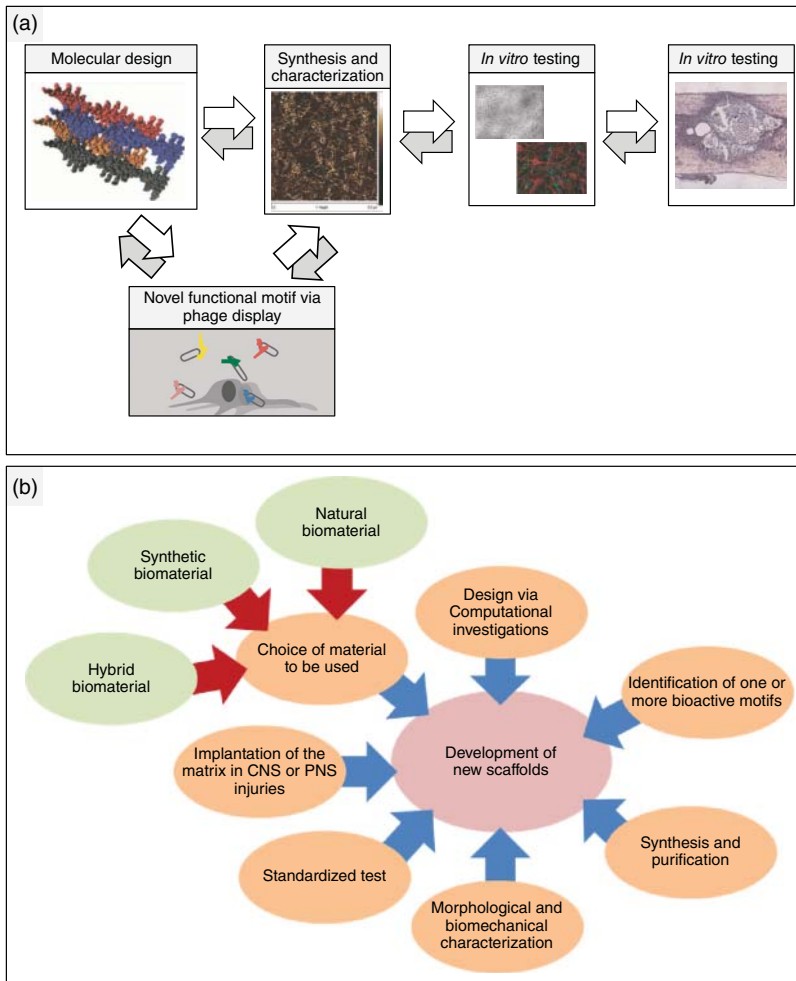 (a)
Molecular design
Synthesis and
characterization
In vitro testing
In vitro testing
Novel functional motif via
phage display
(b)
Natural
biomaterial
Synthetic
biomaterial
Hybrid
biomaterial
Choice of material
to be used
Design via
Computational
investigations
Identification of one or
more bioactive motifs
Implantation of the
matrix in CNS or PNS
injuries
Development of
new scaffolds
Standardized test
Synthesis and
purification
Morphological and
biomechanical
characterization